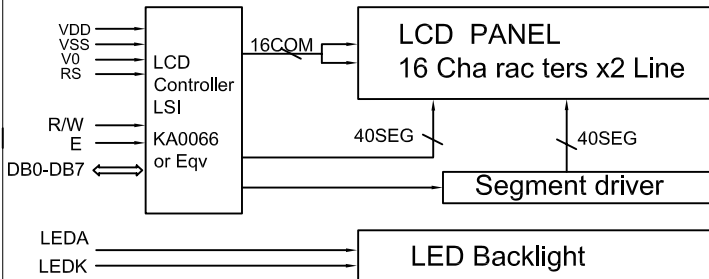 VDD
VSS
V0
RS
R/W
E
DB0-DB7
LCD
Controller
LSI
KA0066
or Eqv
16COM
LCD PANEL
16 Cha rac ters x2 Line
40SEG
40SEG
Segment driver
LEDA
LEDK
LED Backlight